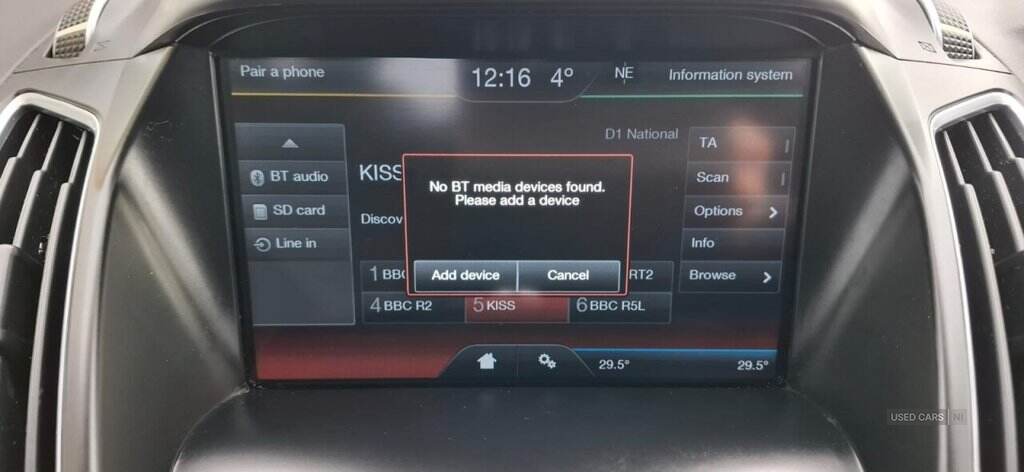 Pair a phone
12:16 4°
NE
Information system
D1 National
TA
BT audio
KISS
Scan
No BT media devices found.
Please add a device
SD card
Discov
Options
Line in
Info
1 BBC
Add device
Cancel
RT2
Browse
4 BBC R2
5 KISS
6 BBC R5L
29.5°
29.5°
USED CARS NI